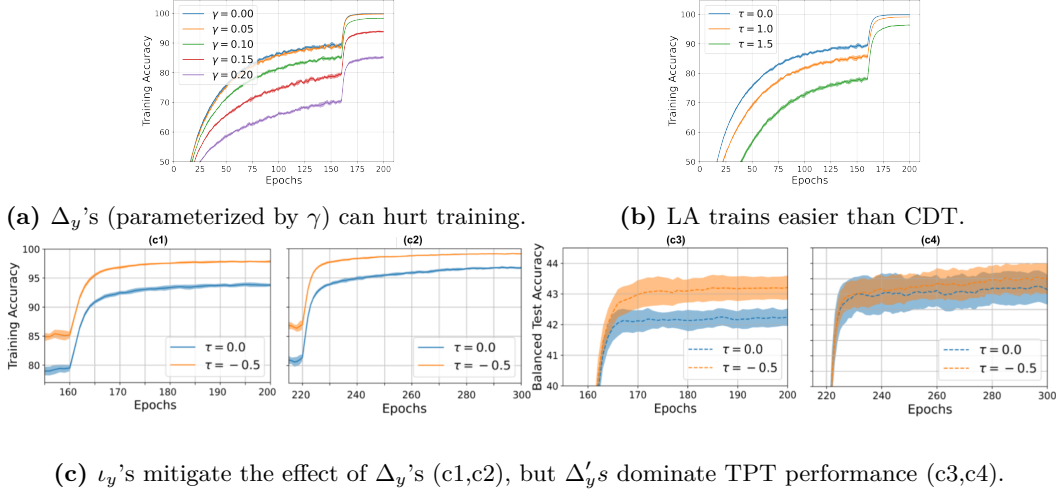 100
90
80
70
60
50
Training Accuracy
γ = 0.00
γ = 0.05
γ = 0.10
γ = 0.15
γ = 0.20
0 25 50 75 100 125 150 175 200
Epochs
100
90
80
70
60
50
Training Accuracy
τ = 0.0
τ = 1.0
τ = 1.5
0 25 50 75 100 125 150 175 200
Epochs
(a) Δ_y's (parameterized by γ) can hurt training.
(b) LA trains easier than CDT.
(c1)
100
95
90
85
80
Training Accuracy
τ = 0.0
τ = − 0.5
160 170 180 190 200
Epochs
(c2)
τ = 0.0
τ = − 0.5
220 240 260 280 300
Epochs
(c3)
44
43
42
41
40
Balanced Test Accuracy
τ = 0.0
τ = − 0.5
160 170 180 190 200
Epochs
(c4)
τ = 0.0
τ = − 0.5
220 240 260 280 300
Epochs
(c) ι_y's mitigate the effect of Δ_y's (c1,c2), but Δ′_y s dominate TPT performance (c3,c4).